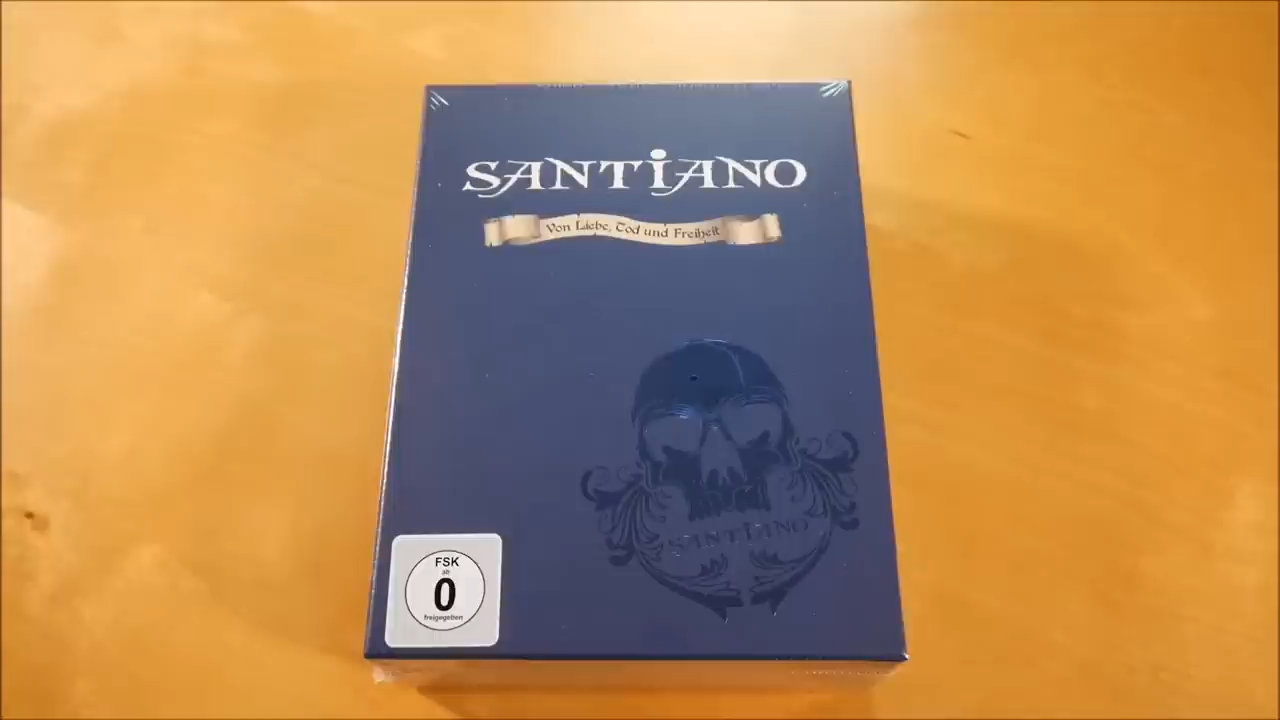 SANTIANO
Von Liebe, Tod und Freiheit
SANTIANO
FSK
ab
0
freigegeben